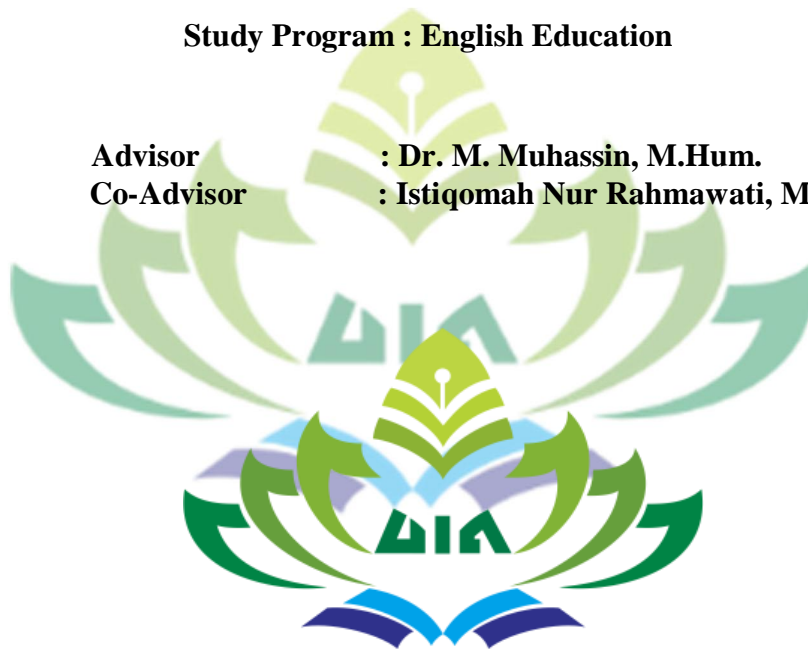 Study Program : English Education
Advisor : Dr. M. Muhassin, M.Hum.
Co-Advisor : Istiqomah Nur Rahmawati, M